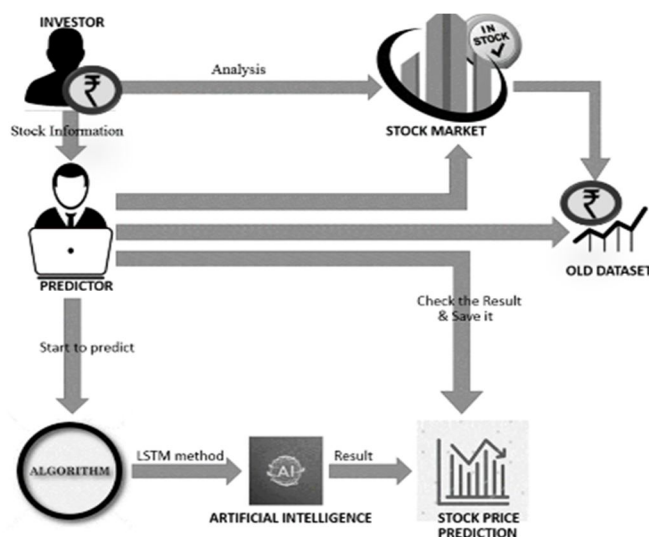 INVESTOR
IN
STOCK
₹
Analysis
Stock Information
STOCK MARKET
₹
PREDICTOR
OLD DATASET
Check the Result
& Save it
Start to predict
ALGORITHM
LSTM method
AI
Result
ARTIFICIAL INTELLIGENCE
STOCK PRICE
PREDICTION